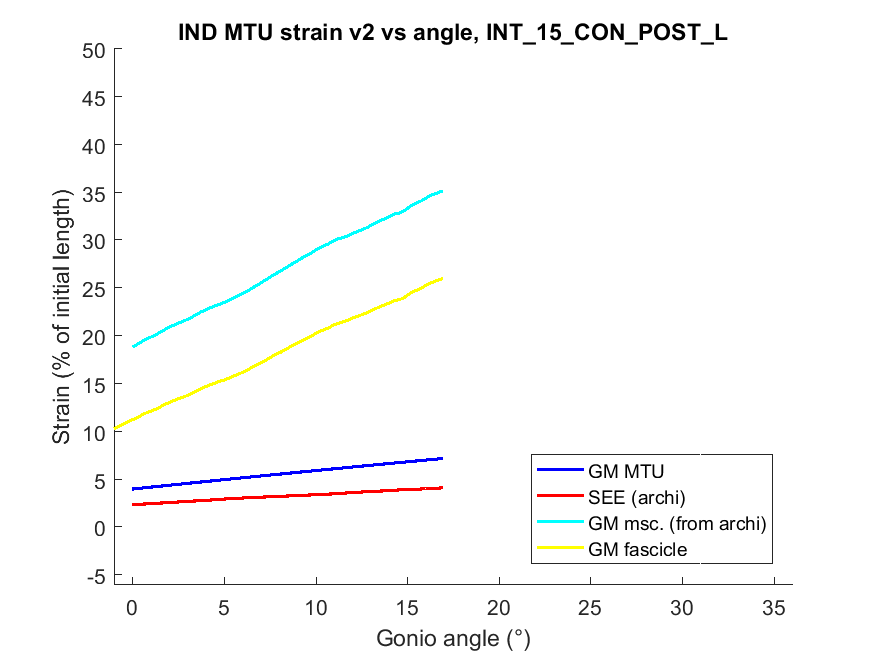 IND MTU strain v2 vs angle, INT_15_CON_POST_L
50
45
40
35
30
25
20
15
10
5
0
-5
Strain (% of initial length)
0 5 10 15 20 25 30 35
Gonio angle (°)
GM MTU
SEE (archi)
GM msc. (from archi)
GM fascicle